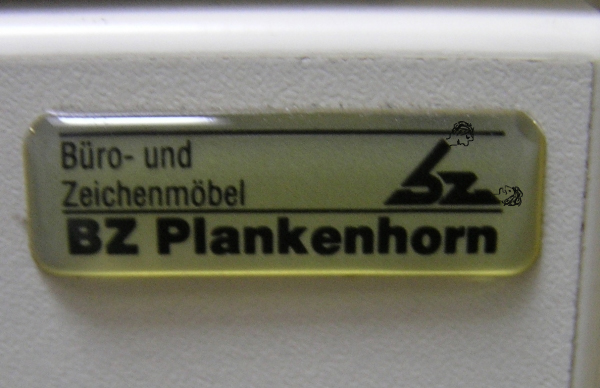 Büro- und
Zeichenmöbel
bz
BZ Plankenhorn